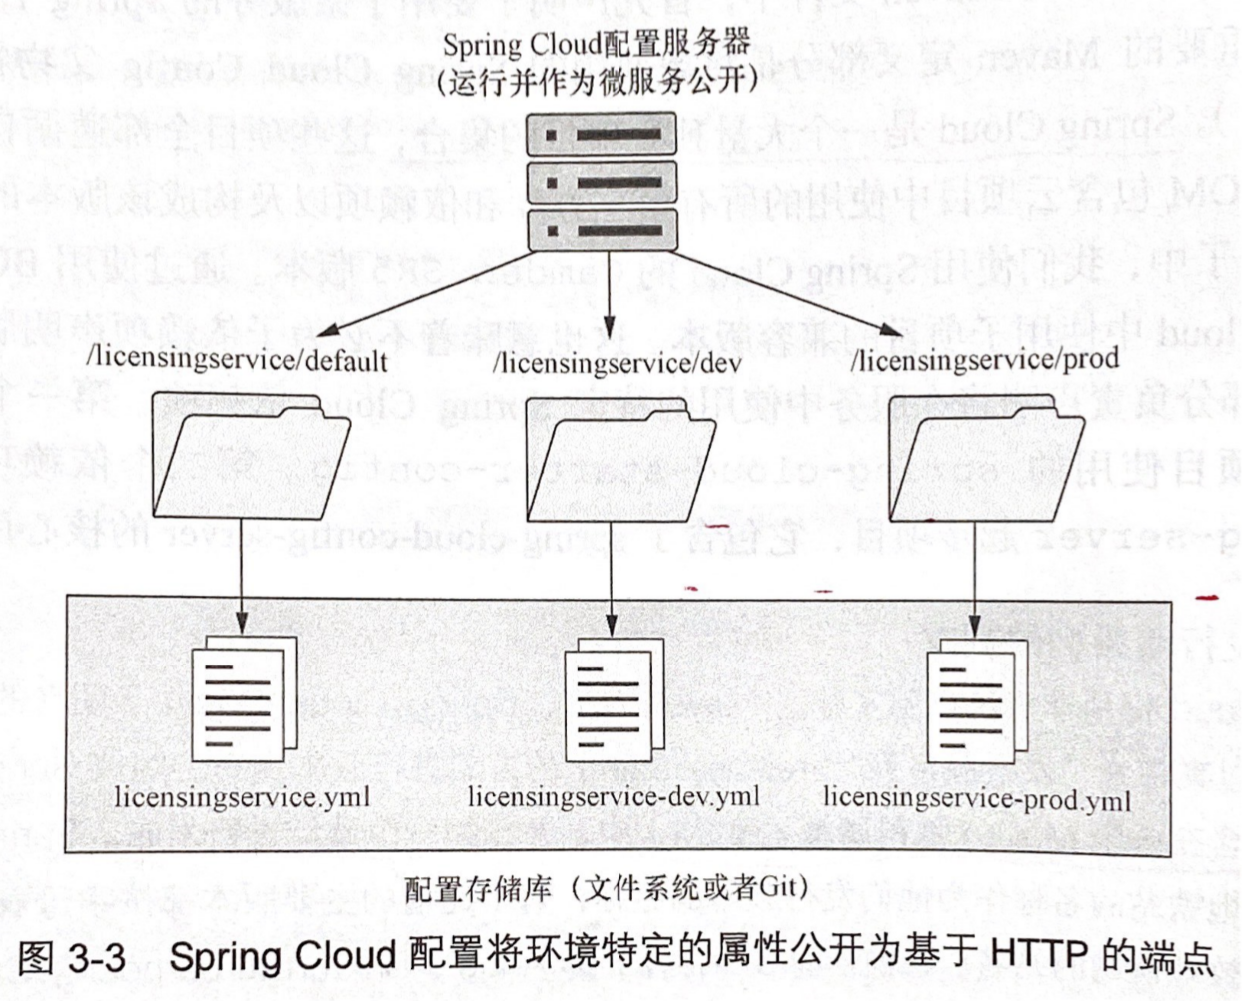 Spring Cloud配置服务器
(运行并作为微服务公开)
/licensingservice/default
/licensingservice/dev
/licensingservice/prod
licensingservice.yml
licensingservice-dev.yml
licensingservice-prod.yml
配置存储库（文件系统或者Git）
图 3-3 Spring Cloud 配置将环境特定的属性公开为基于 HTTP 的端点